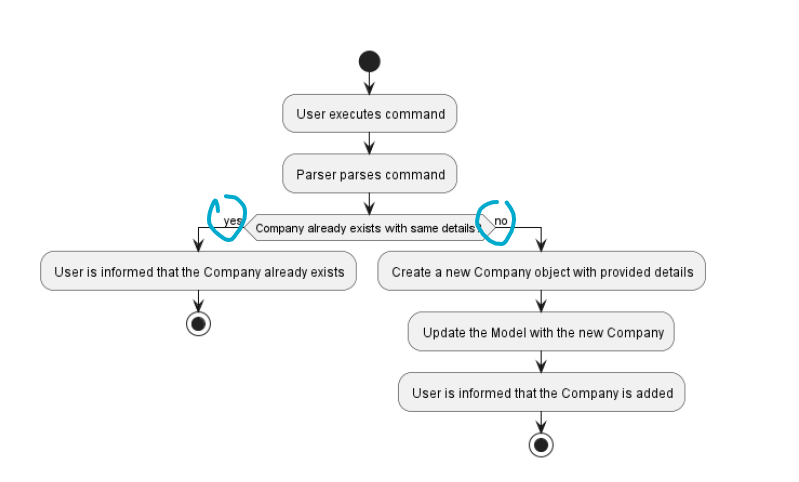 User executes command
Parser parses command
yes
Company already exists with same details?
no
User is informed that the Company already exists
Create a new Company object with provided details
Update the Model with the new Company
User is informed that the Company is added